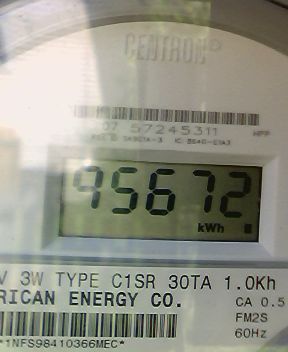 CENTRON®
07 57245311
95672
kWh
V 3W TYPE C1SR 30TA 1.0Kh
RICAN ENERGY CO.
CA 0.5
FM2S
60Hz
*1NFS98410366MEC*